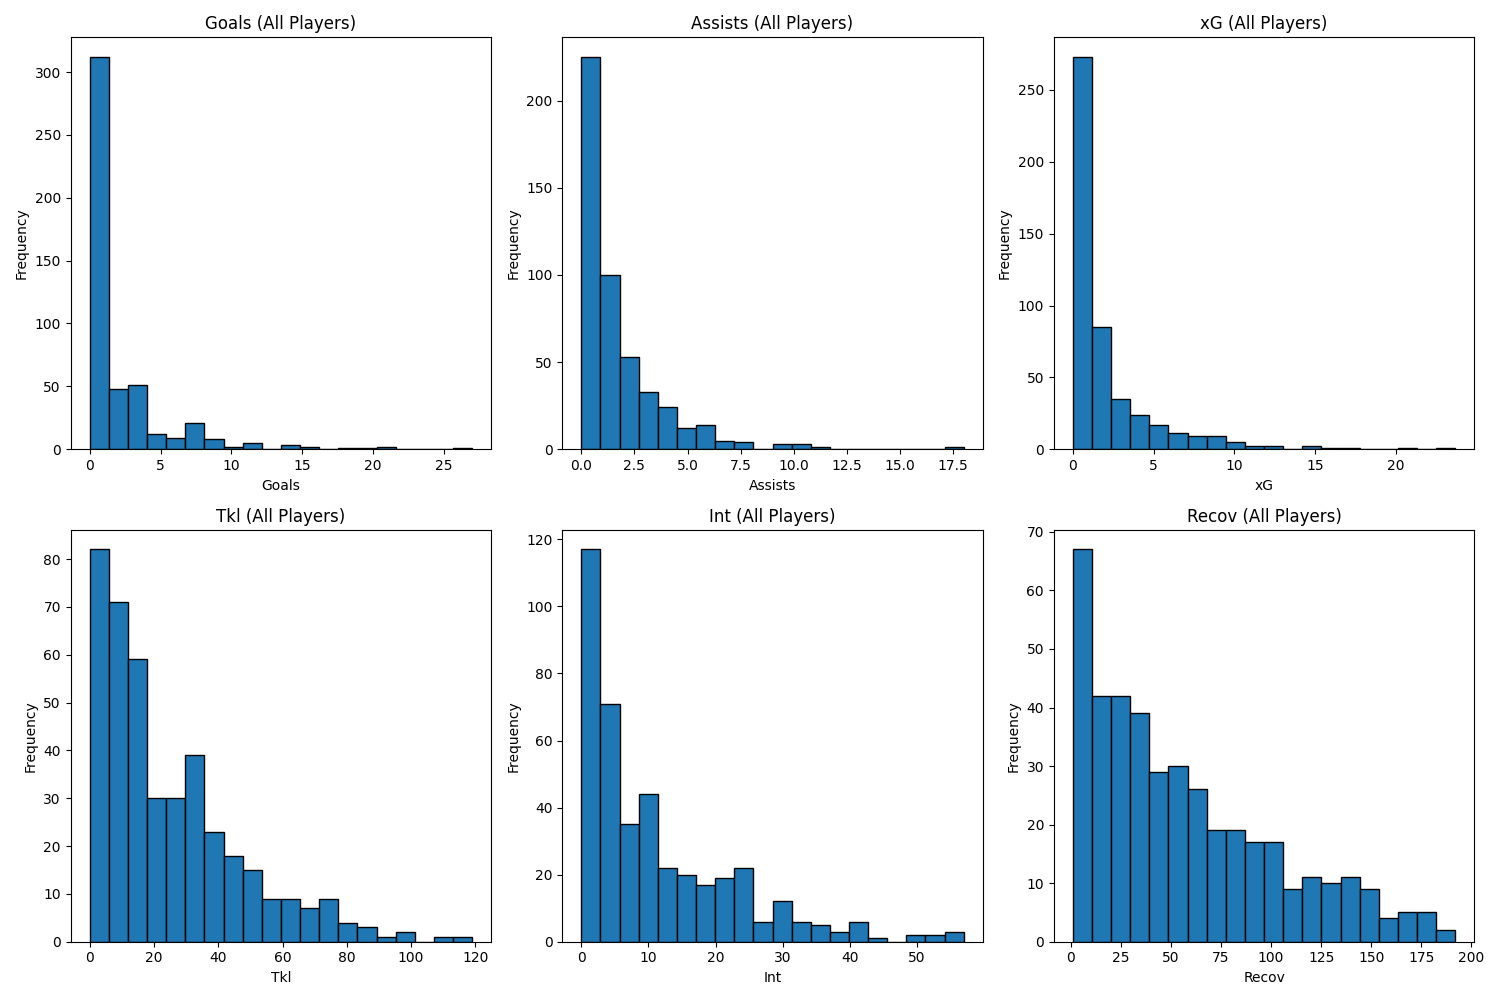 Goals (All Players)
300
250
200
150
100
50
0
Frequency
0 5 10 15 20 25
Goals
Assists (All Players)
200
150
100
50
0
Frequency
0.0 2.5 5.0 7.5 10.0 12.5 15.0 17.5
Assists
xG (All Players)
250
200
150
100
50
0
Frequency
0 5 10 15 20
xG
Tkl (All Players)
80
70
60
50
40
30
20
10
0
Frequency
0 20 40 60 80 100 120
Tkl
Int (All Players)
120
100
80
60
40
20
0
Frequency
0 10 20 30 40 50
Int
Recov (All Players)
70
60
50
40
30
20
10
0
Frequency
0 25 50 75 100 125 150 175 200
Recov